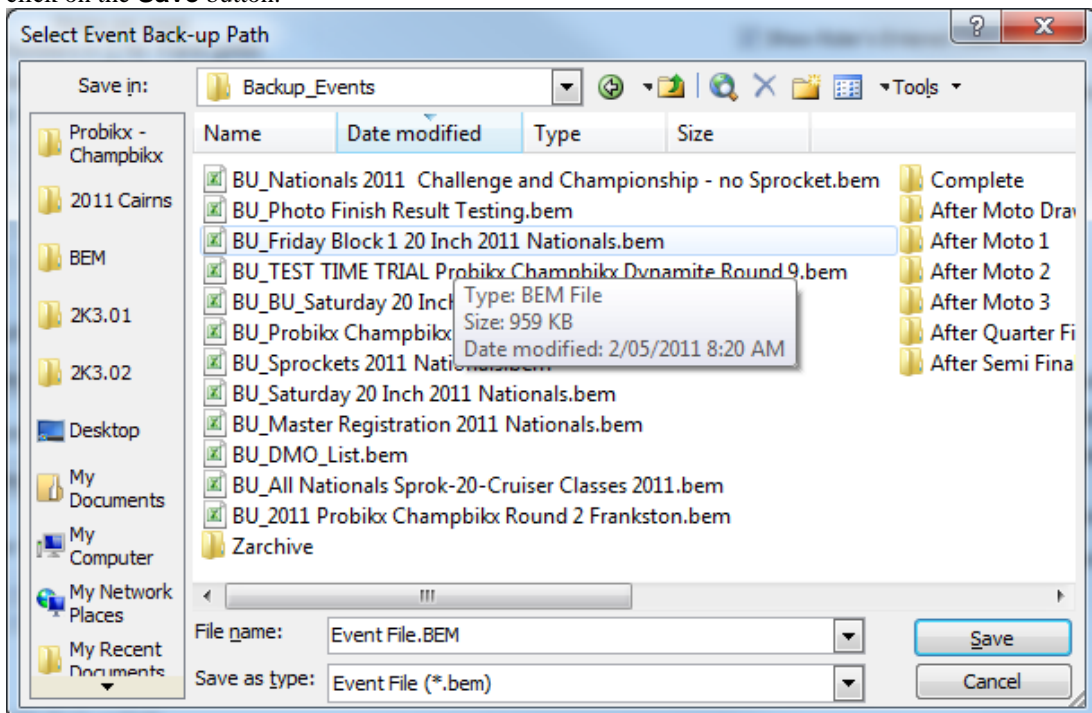 click on the Save button.
Select Event Back-up Path
Save in:
Backup_Events
Tools
Probikx -
Champbikx
2011 Cairns
BEM
2K3.01
2K3.02
Desktop
My
Documents
My
Computer
My Network
Places
My Recent
Documents
Name Date modified Type Size
BU_Nationals 2011 Challenge and Championship - no Sprocket.bem
BU_Photo Finish Result Testing.bem
BU_Friday Block 1 20 Inch 2011 Nationals.bem
BU_TEST TIME TRIAL Probikx Champbikx Dynamite Round 9.bem
BU_BU_Saturday 20 Inch
BU_Probikx Champbikx
BU_Sprockets 2011 Nationals.bem
BU_Saturday 20 Inch 2011 Nationals.bem
BU_Master Registration 2011 Nationals.bem
BU_DMO_List.bem
BU_All Nationals Sprok-20-Cruiser Classes 2011.bem
BU_2011 Probikx Champbikx Round 2 Frankston.bem
Zarchive
Type: BEM File
Size: 959 KB
Date modified: 2/05/2011 8:20 AM
Complete
After Moto Draw
After Moto 1
After Moto 2
After Moto 3
After Quarter Fi
After Semi Fina
File name: Event File.BEM
Save
Save as type: Event File (*.bem)
Cancel